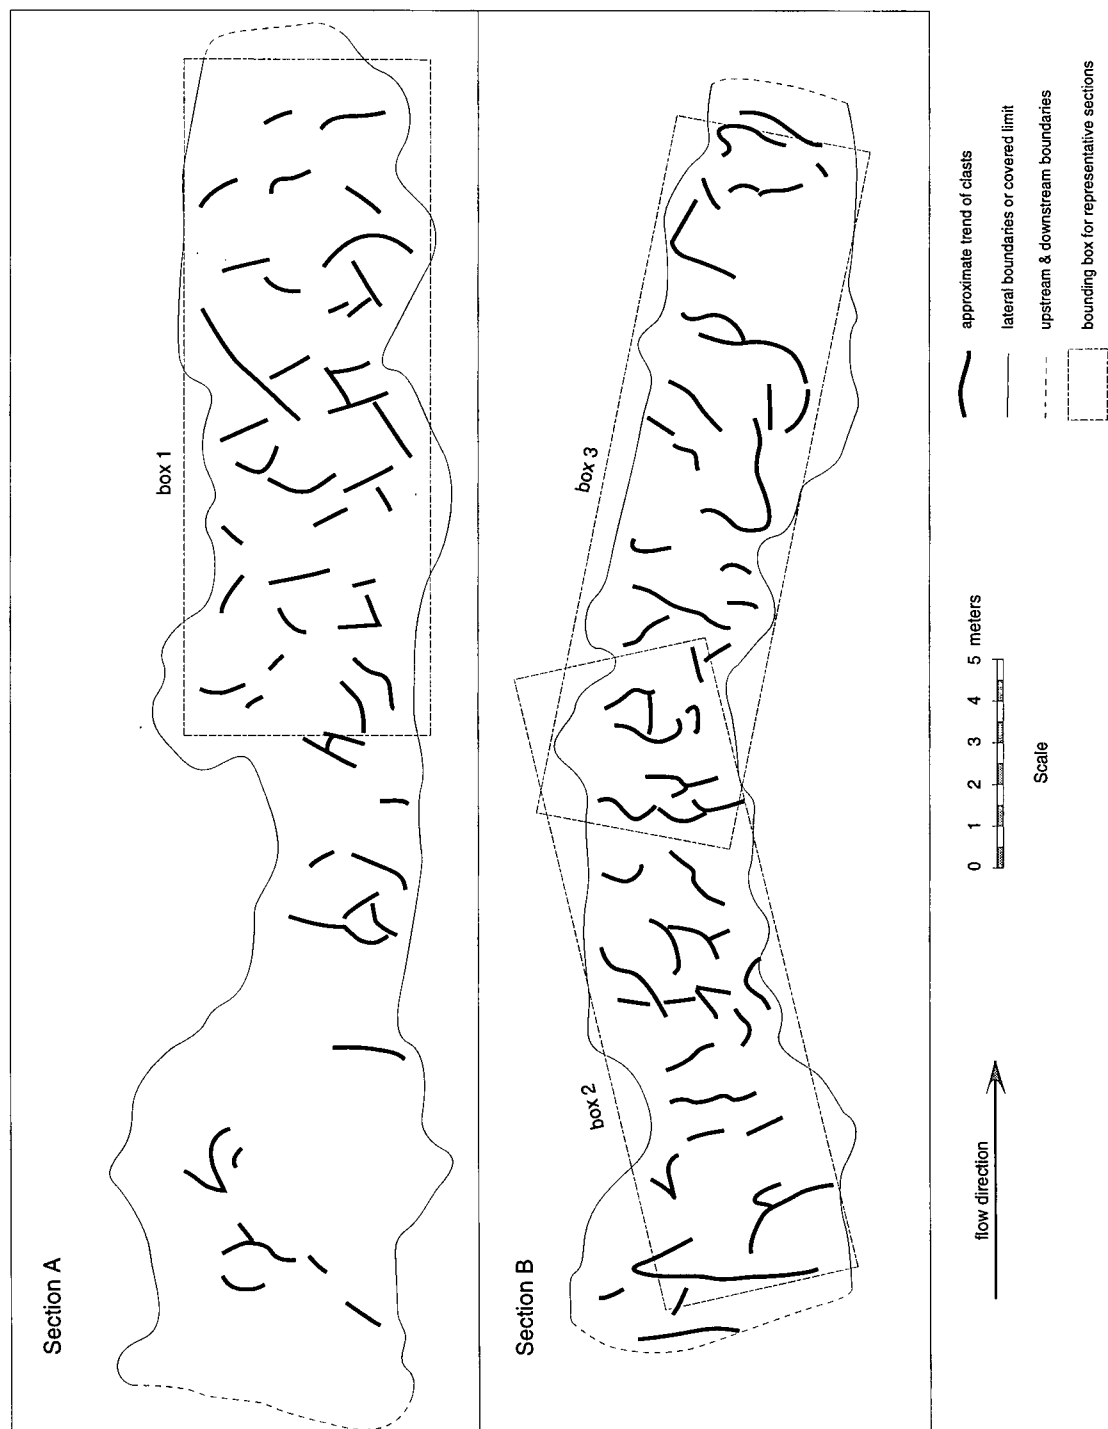 Section A
box 1
Section B
box 2
box 3
approximate trend of clasts
lateral boundaries or covered limit
upstream & downstream boundaries
bounding box for representative sections
0 1 2 3 4 5 meters
Scale
flow direction